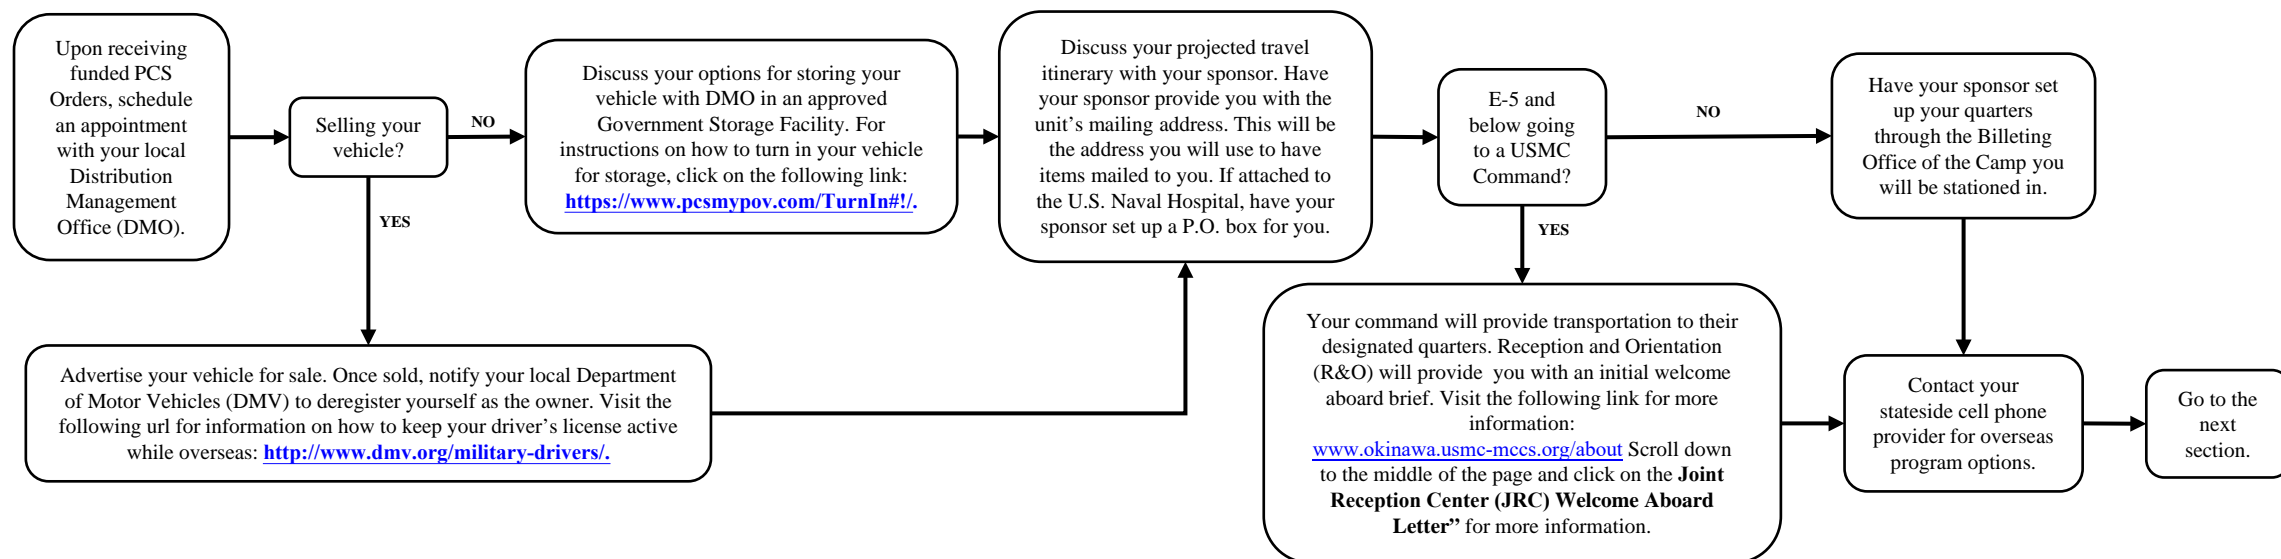 Upon receiving
funded PCS
Orders, schedule
an appointment
with your local
Distribution
Management
Office (DMO).
Selling your
vehicle?
NO
YES
Discuss your options for storing your
vehicle with DMO in an approved
Government Storage Facility. For
instructions on how to turn in your vehicle
for storage, click on the following link:
https://www.pcsmypov.com/TurnIn#!/.
Advertise your vehicle for sale. Once sold, notify your local Department
of Motor Vehicles (DMV) to deregister yourself as the owner. Visit the
following url for information on how to keep your driver’s license active
while overseas: http://www.dmv.org/military-drivers/.
Discuss your projected travel
itinerary with your sponsor. Have
your sponsor provide you with the
unit’s mailing address. This will be
the address you will use to have
items mailed to you. If attached to
the U.S. Naval Hospital, have your
sponsor set up a P.O. box for you.
E-5 and
below going
to a USMC
Command?
NO
YES
Have your sponsor set
up your quarters
through the Billeting
Office of the Camp you
will be stationed in.
Your command will provide transportation to their
designated quarters. Reception and Orientation
(R&O) will provide  you with an initial welcome
aboard brief. Visit the following link for more
information:
www.okinawa.usmc-mccs.org/about Scroll down
to the middle of the page and click on the Joint
Reception Center (JRC) Welcome Aboard
Letter” for more information.
Contact your
stateside cell phone
provider for overseas
program options.
Go to the
next
section.